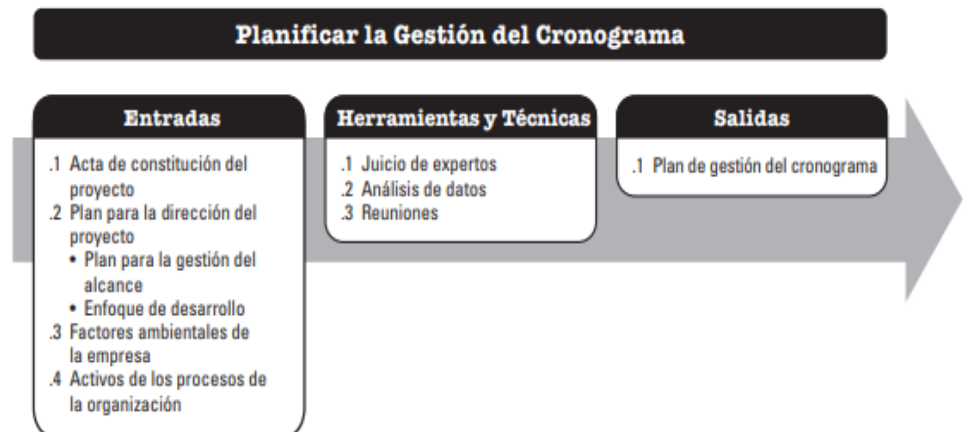 Planificar la Gestión del Cronograma
Entradas
.1 Acta de constitución del
proyecto
.2 Plan para la dirección del
proyecto
• Plan para la gestión del
alcance
• Enfoque de desarrollo
.3 Factores ambientales de
la empresa
.4 Activos de los procesos de
la organización
Herramientas y Técnicas
.1 Juicio de expertos
.2 Análisis de datos
.3 Reuniones
Salidas
.1 Plan de gestión del cronograma